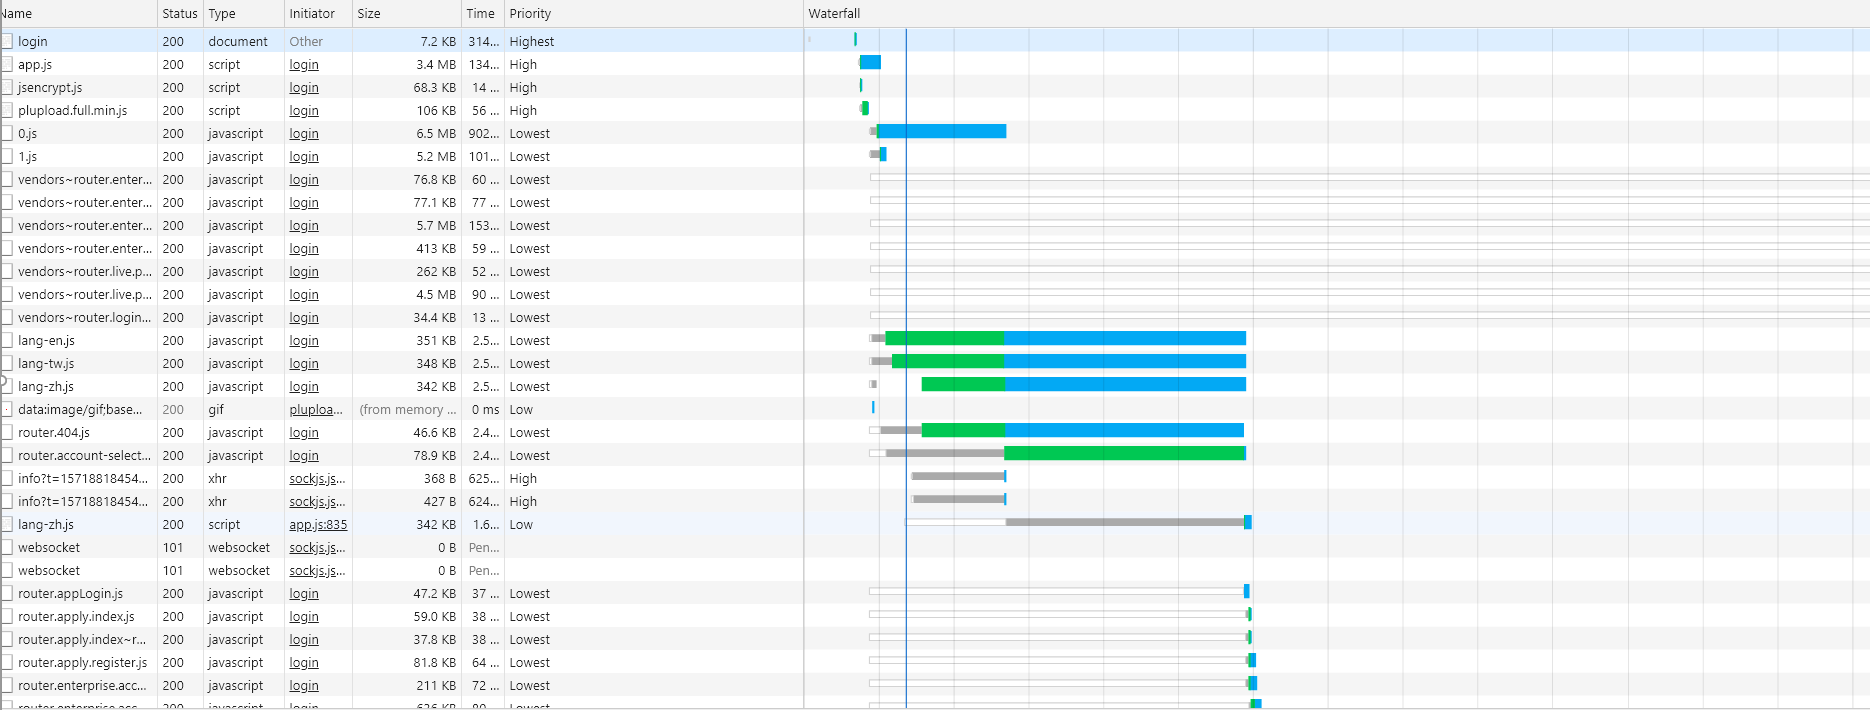 Name Status Type Initiator Size Time Priority Waterfall
login 200 document Other 7.2 KB 314... Highest
app.js 200 script login 3.4 MB 134... High
jsencrypt.js 200 script login 68.3 KB 14 ... High
plupload.full.min.js 200 script login 106 KB 56 ... High
0.js 200 javascript login 6.5 MB 902... Lowest
1.js 200 javascript login 5.2 MB 101... Lowest
vendors~router.enter... 200 javascript login 76.8 KB 60 ... Lowest
vendors~router.enter... 200 javascript login 77.1 KB 77 ... Lowest
vendors~router.enter... 200 javascript login 5.7 MB 153... Lowest
vendors~router.enter... 200 javascript login 413 KB 59 ... Lowest
vendors~router.live.p... 200 javascript login 262 KB 52 ... Lowest
vendors~router.live.p... 200 javascript login 4.5 MB 90 ... Lowest
vendors~router.login... 200 javascript login 34.4 KB 13 ... Lowest
lang-en.js 200 javascript login 351 KB 2.5... Lowest
lang-tw.js 200 javascript login 348 KB 2.5... Lowest
lang-zh.js 200 javascript login 342 KB 2.5... Lowest
data:image/gif;base... 200 gif pluploa... (from memory ... 0 ms Low
router.404.js 200 javascript login 46.6 KB 2.4... Lowest
router.account-select... 200 javascript login 78.9 KB 2.4... Lowest
info?t=15718818454... 200 xhr sockjs.js... 368 B 625... High
info?t=15718818454... 200 xhr sockjs.js... 427 B 624... High
lang-zh.js 200 script app.js:835 342 KB 1.6... Low
websocket 101 websocket sockjs.js... 0 B Pen...
websocket 101 websocket sockjs.js... 0 B Pen...
router.appLogin.js 200 javascript login 47.2 KB 37 ... Lowest
router.apply.index.js 200 javascript login 59.0 KB 38 ... Lowest
router.apply.index~r... 200 javascript login 37.8 KB 38 ... Lowest
router.apply.register.js 200 javascript login 81.8 KB 64 ... Lowest
router.enterprise.acc... 200 javascript login 211 KB 72 ... Lowest
router.enterprise.acc... 200 javascript login Lowest